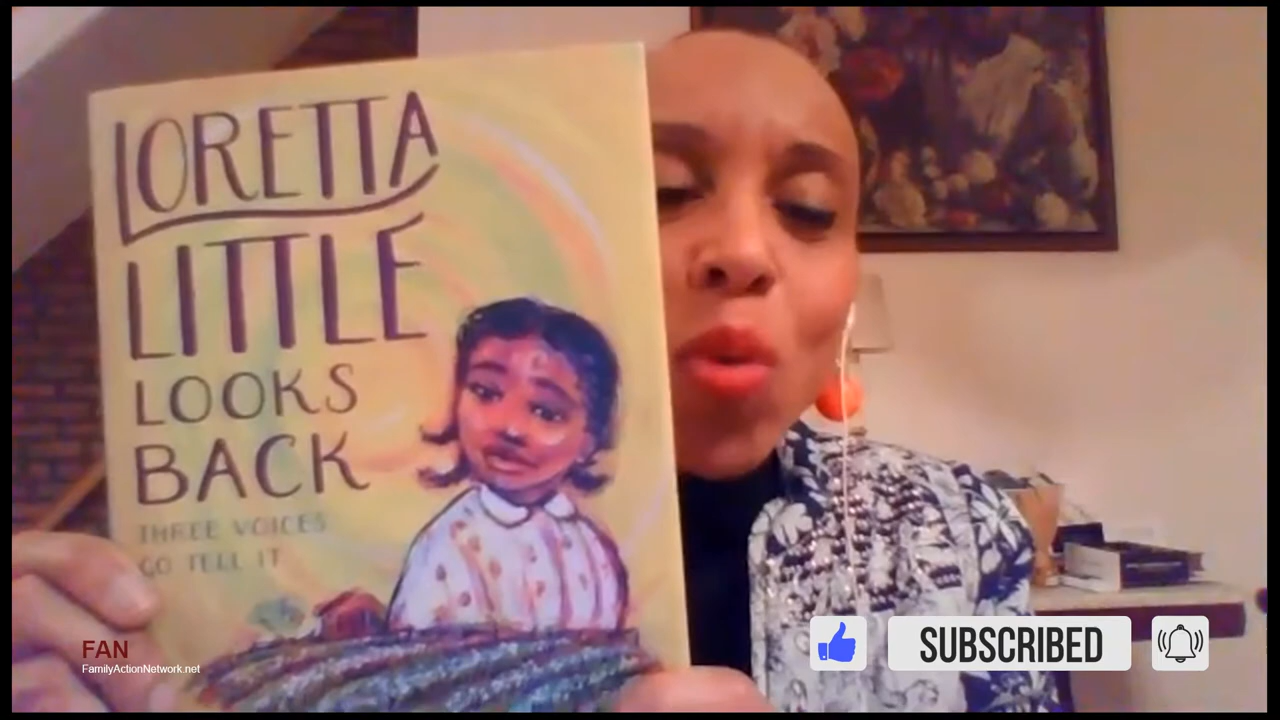 LORETTA
LITTLE
LOOKS
BACK
THREE VOICES
GO TELL IT
FAN
FamilyActionNetwork.net
SUBSCRIBED